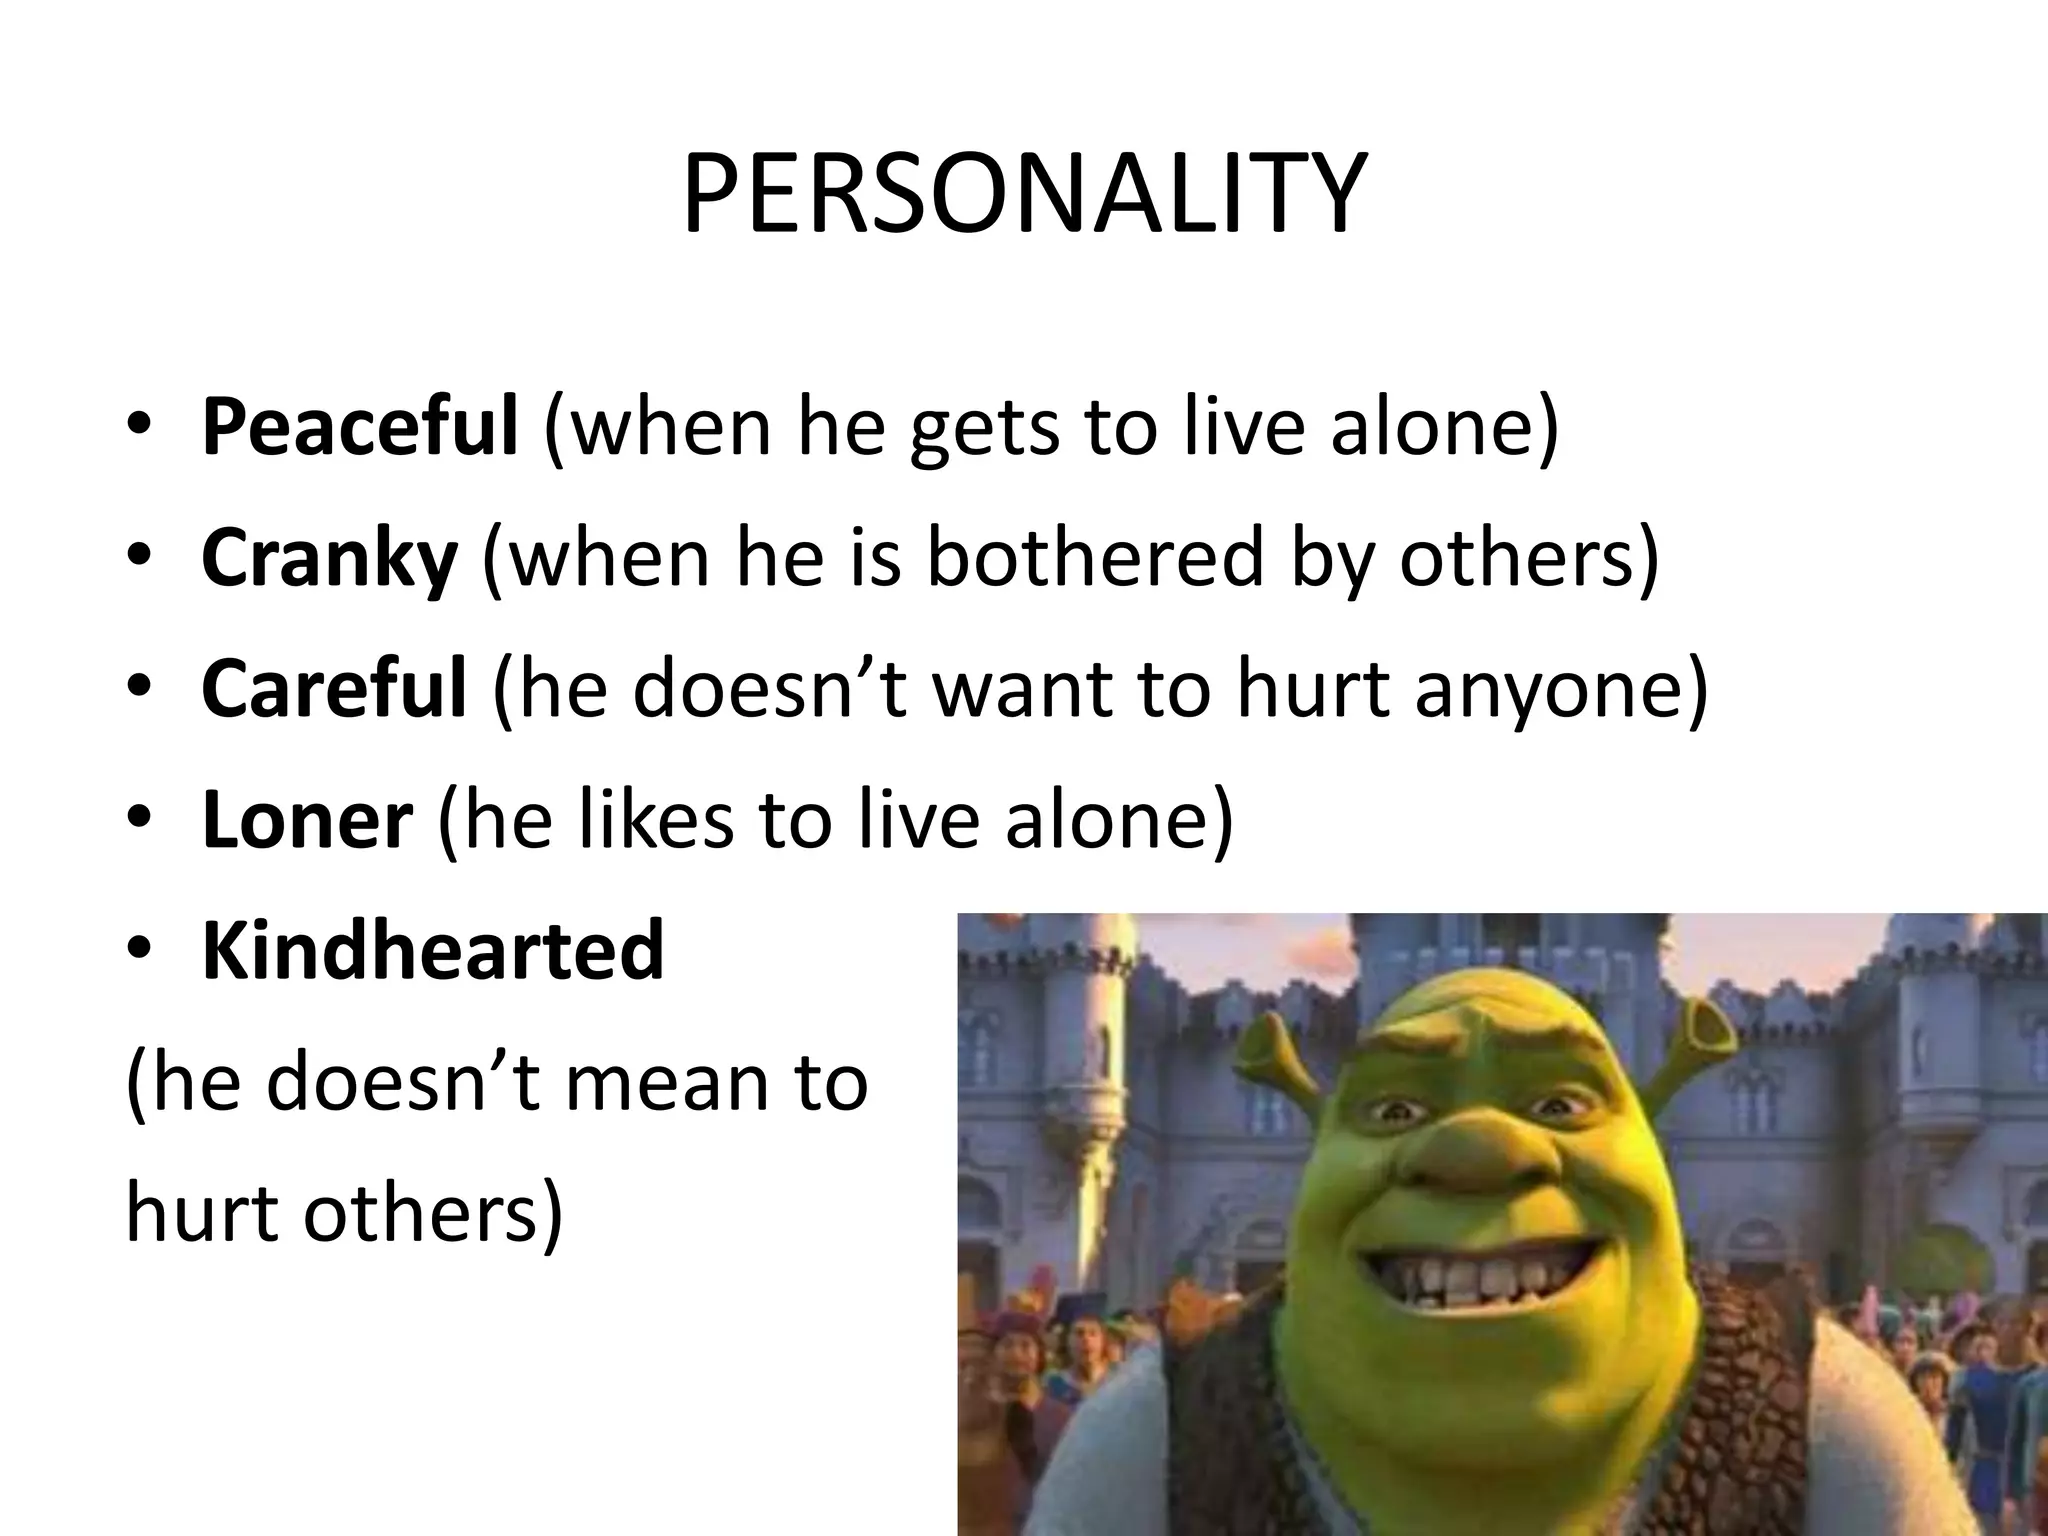 PERSONALITY
• Peaceful (when he gets to live alone)
• Cranky (when he is bothered by others)
• Careful (he doesn’t want to hurt anyone)
• Loner (he likes to live alone)
• Kindhearted
(he doesn’t mean to
hurt others)